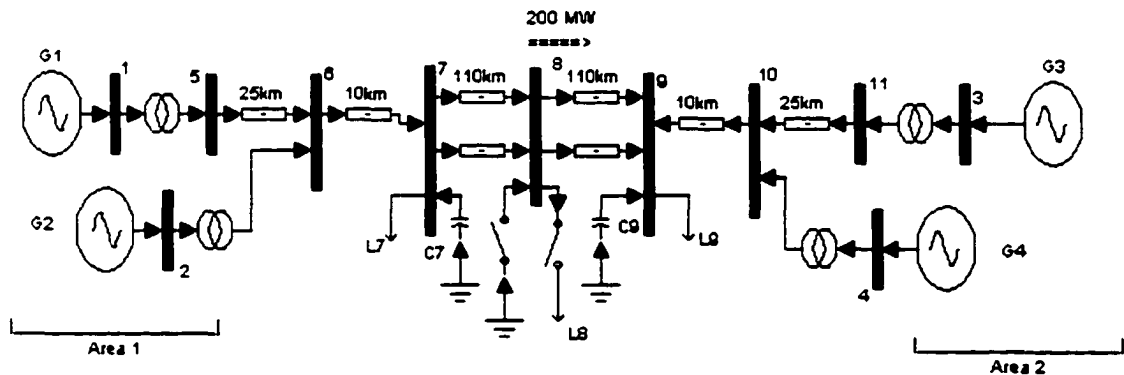 200 MW
=====>
G1
1
5
25km
6
10km
7
110km
8
110km
9
10km
10
25km
11
3
G3
G2
2
L7
C7
L8
C9
L9
4
G4
Area 1
Area 2